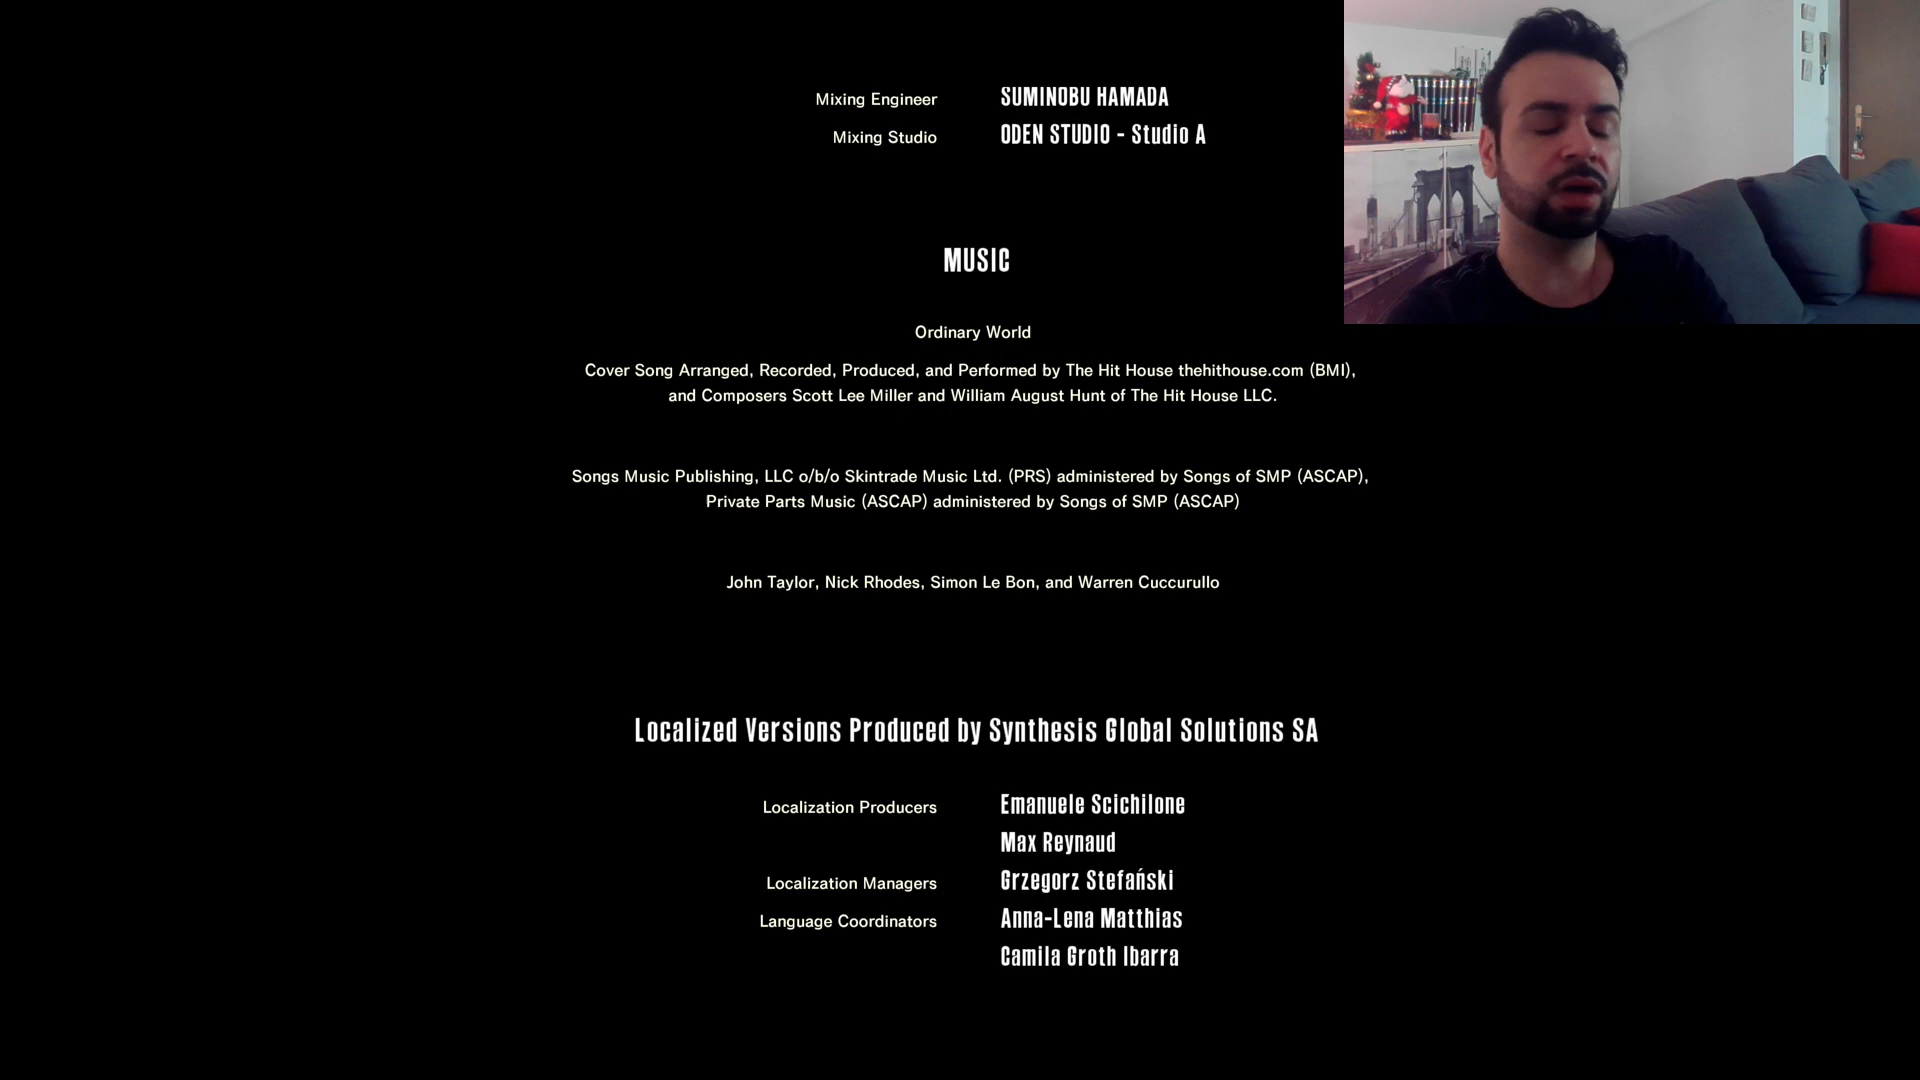 Mixing Engineer SUMINOBU HAMADA
Mixing Studio ODEN STUDIO - Studio A
MUSIC
Ordinary World
Cover Song Arranged, Recorded, Produced, and Performed by The Hit House thehithouse.com (BMI),
and Composers Scott Lee Miller and William August Hunt of The Hit House LLC.
Songs Music Publishing, LLC o/b/o Skintrade Music Ltd. (PRS) administered by Songs of SMP (ASCAP),
Private Parts Music (ASCAP) administered by Songs of SMP (ASCAP)
John Taylor, Nick Rhodes, Simon Le Bon, and Warren Cuccurullo
Localized Versions Produced by Synthesis Global Solutions SA
Localization Producers Emanuele Scichilone
Max Reynaud
Localization Managers Grzegorz Stefański
Language Coordinators Anna-Lena Matthias
Camila Groth Ibarra